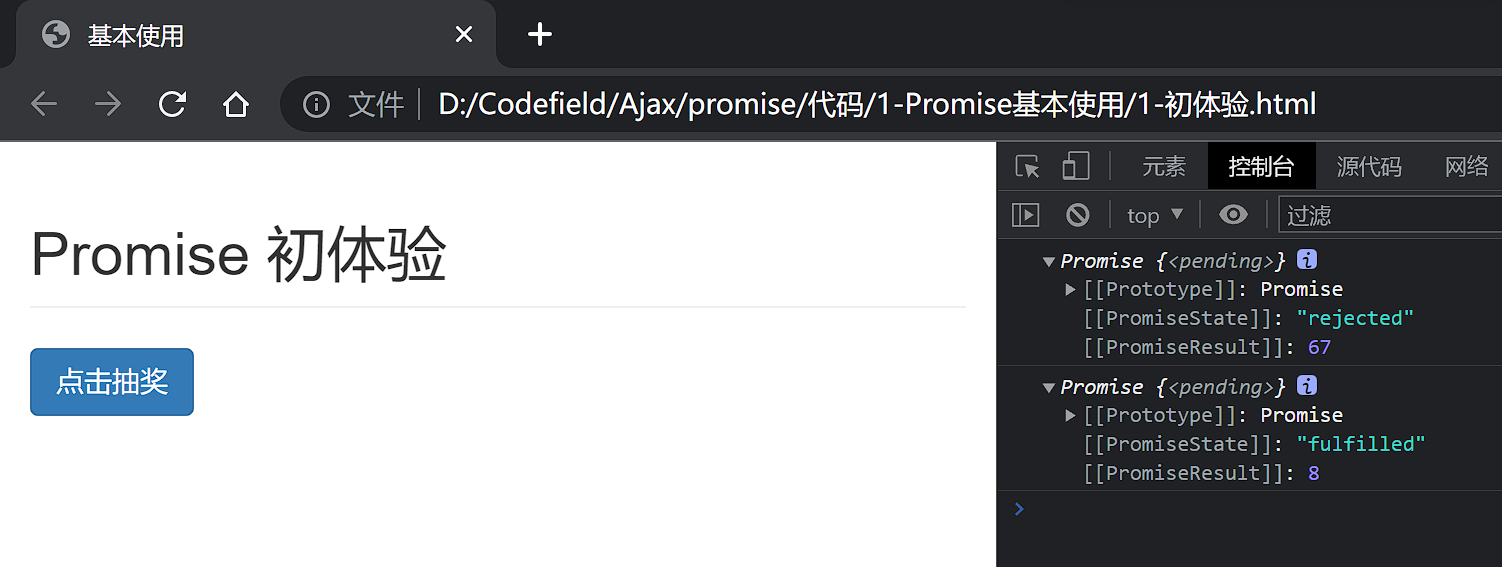 基本使用
文件 D:/Codefield/Ajax/promise/代码/1-Promise基本使用/1-初体验.html
Promise 初体验
点击抽奖
元素 控制台 源代码 网络
top 过滤
Promise {<pending>} i
[[Prototype]]: Promise
[[PromiseState]]: "rejected"
[[PromiseResult]]: 67
Promise {<pending>} i
[[Prototype]]: Promise
[[PromiseState]]: "fulfilled"
[[PromiseResult]]: 8